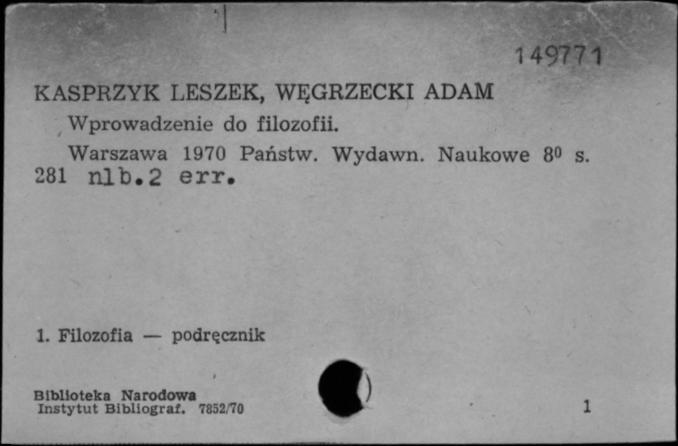 149771
KASPRZYK LESZEK, WĘGRZECKI ADAM
Wprowadzenie do filozofii.
Warszawa 1970 Państw. Wydawn. Naukowe 8⁰ s.
281 nlb.2 err.
1. Filozofia — podręcznik
Biblioteka Narodowa
Instytut Bibliograf. 7852/70
1